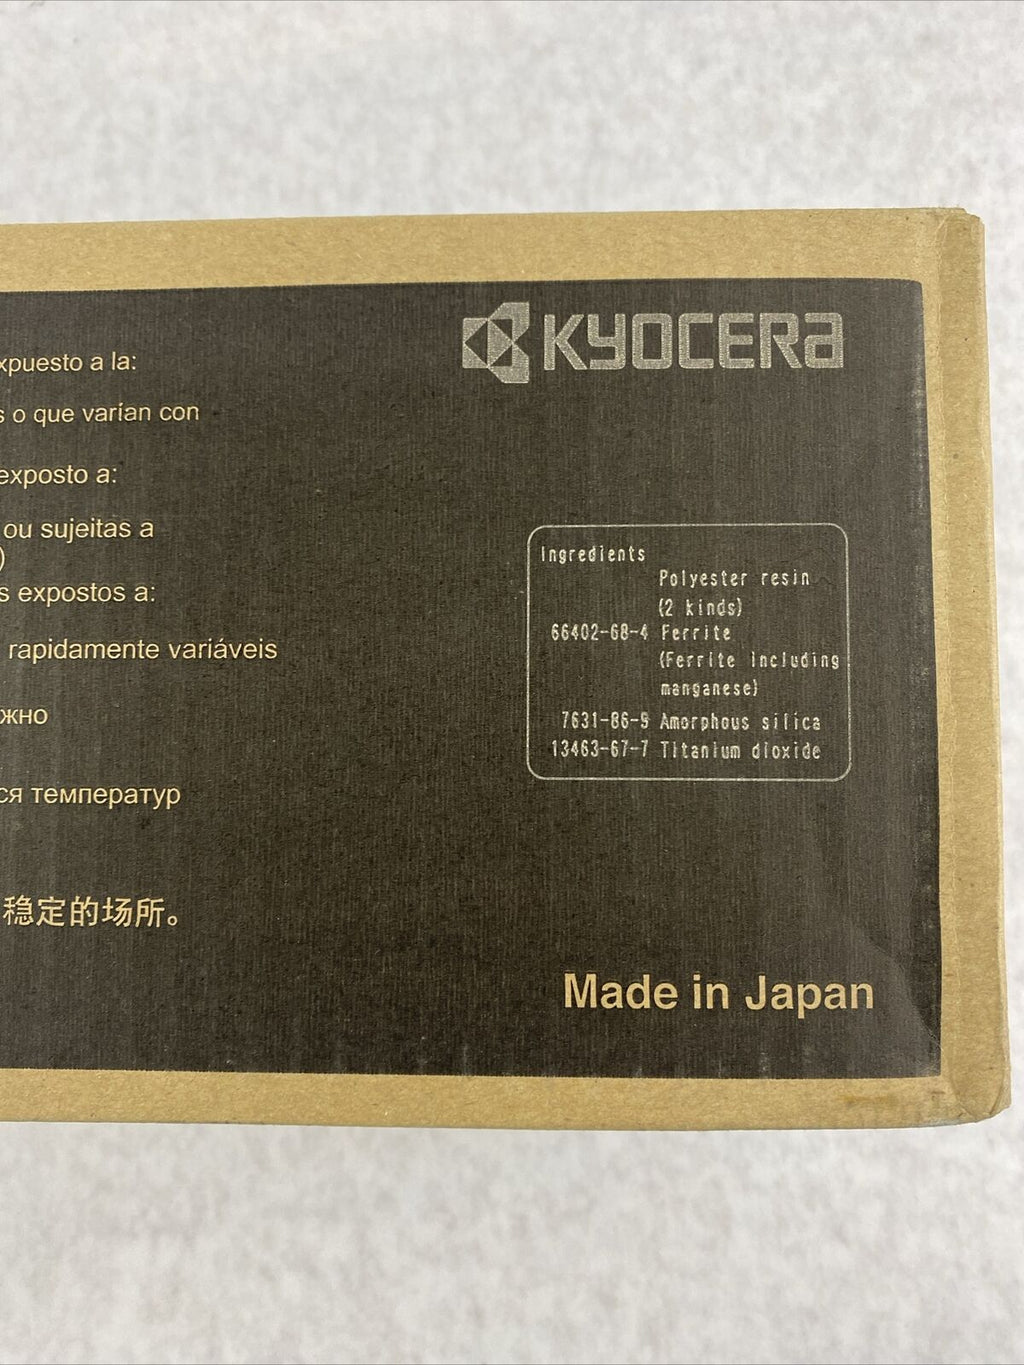 KYOCERA
xpuesto a la:
s o que varían con
exposto a:
ou sujeitas a
)
s expostos a:
rapidamente variáveis
жно
ся температур
稳定的场所。
Ingredients
Polyester resin
(2 kinds)
66402-68-4 Ferrite
(Ferrite including
manganese)
7631-86-9 Amorphous silica
13463-67-7 Titanium dioxide
Made in Japan